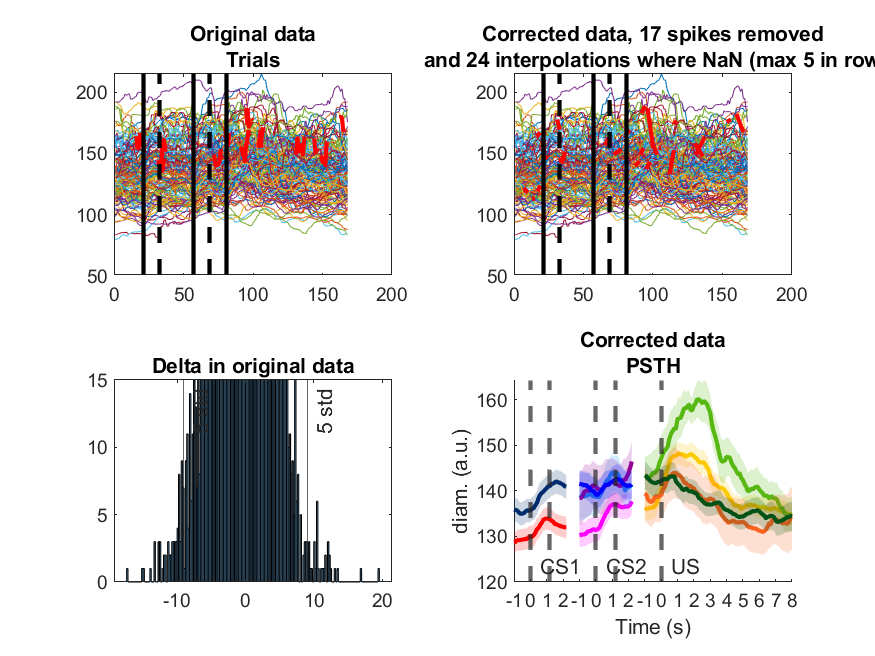 Original data
Trials
200
150
100
50
0 50 100 150 200
Corrected data, 17 spikes removed
and 24 interpolations where NaN (max 5 in row
200
150
100
50
0 50 100 150 200
Delta in original data
15
10
5
0
5 std
-10 0 10 20
Corrected data
PSTH
diam. (a.u.)
160
150
140
130
120
CS1 CS2 US
-1 0 1 2 -1 0 1 2 -1 0 1 2 3 4 5 6 7 8
Time (s)